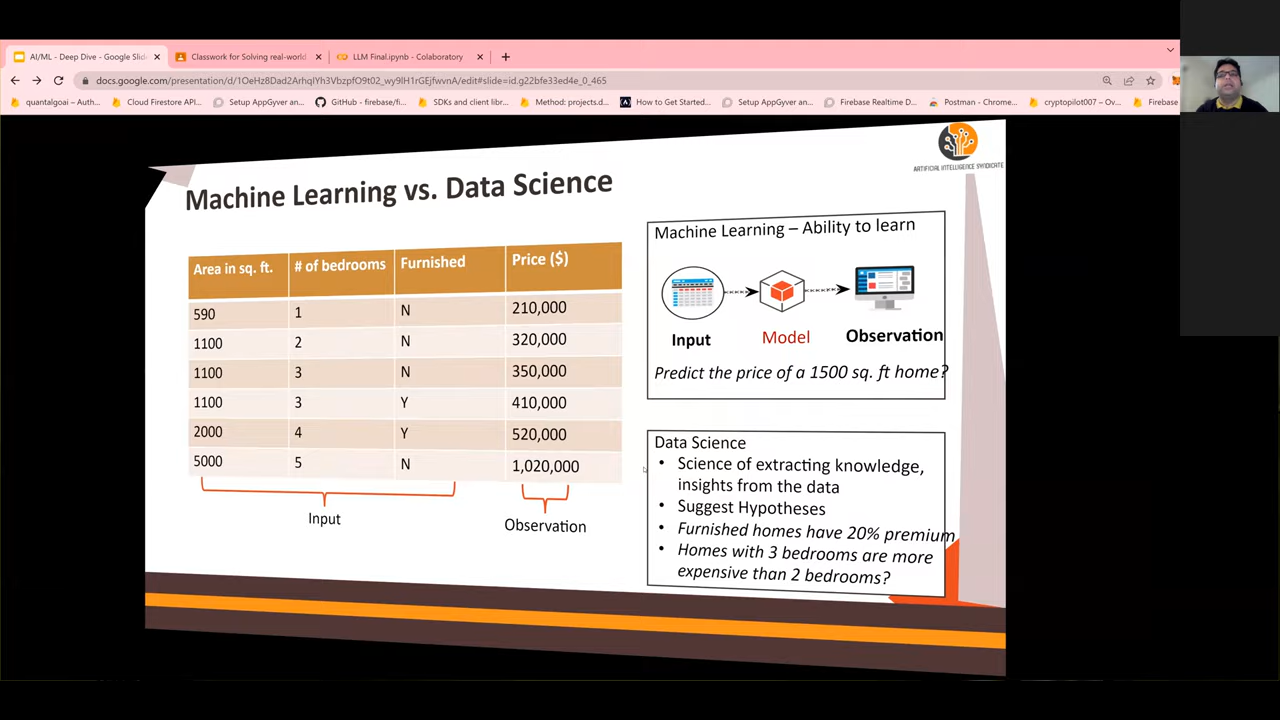 AI/ML - Deep Dive - Google Slid
Classwork for Solving real-world
LLM Final.ipynb - Colaboratory
docs.google.com/presentation/d/1OeHz8Dad2ArhqlYh3VbzpfO9t02_wy9lH1rGEjfwvnA/edit#slide=id.g22bfe33ed4e_0_465
quantalgoai – Auth...
Cloud Firestore API...
Setup AppGyver an...
GitHub - firebase/fi...
SDKs and client lib...
Method: projects.d...
How to Get Started...
Setup AppGyver an...
Firebase Realtime D...
Postman - Chrome...
cryptopilot007 – Ov...
Firebase
ARTIFICIAL INTELLIGENCE SYNDICATE
Machine Learning vs. Data Science
Area in sq. ft. # of bedrooms Furnished Price ($)
590 1 N 210,000
1100 2 N 320,000
1100 3 N 350,000
1100 3 Y 410,000
2000 4 Y 520,000
5000 5 N 1,020,000
Input
Observation
Machine Learning – Ability to learn
Input Model Observation
Predict the price of a 1500 sq. ft home?
Data Science
• Science of extracting knowledge,
insights from the data
• Suggest Hypotheses
• Furnished homes have 20% premium
• Homes with 3 bedrooms are more
expensive than 2 bedrooms?